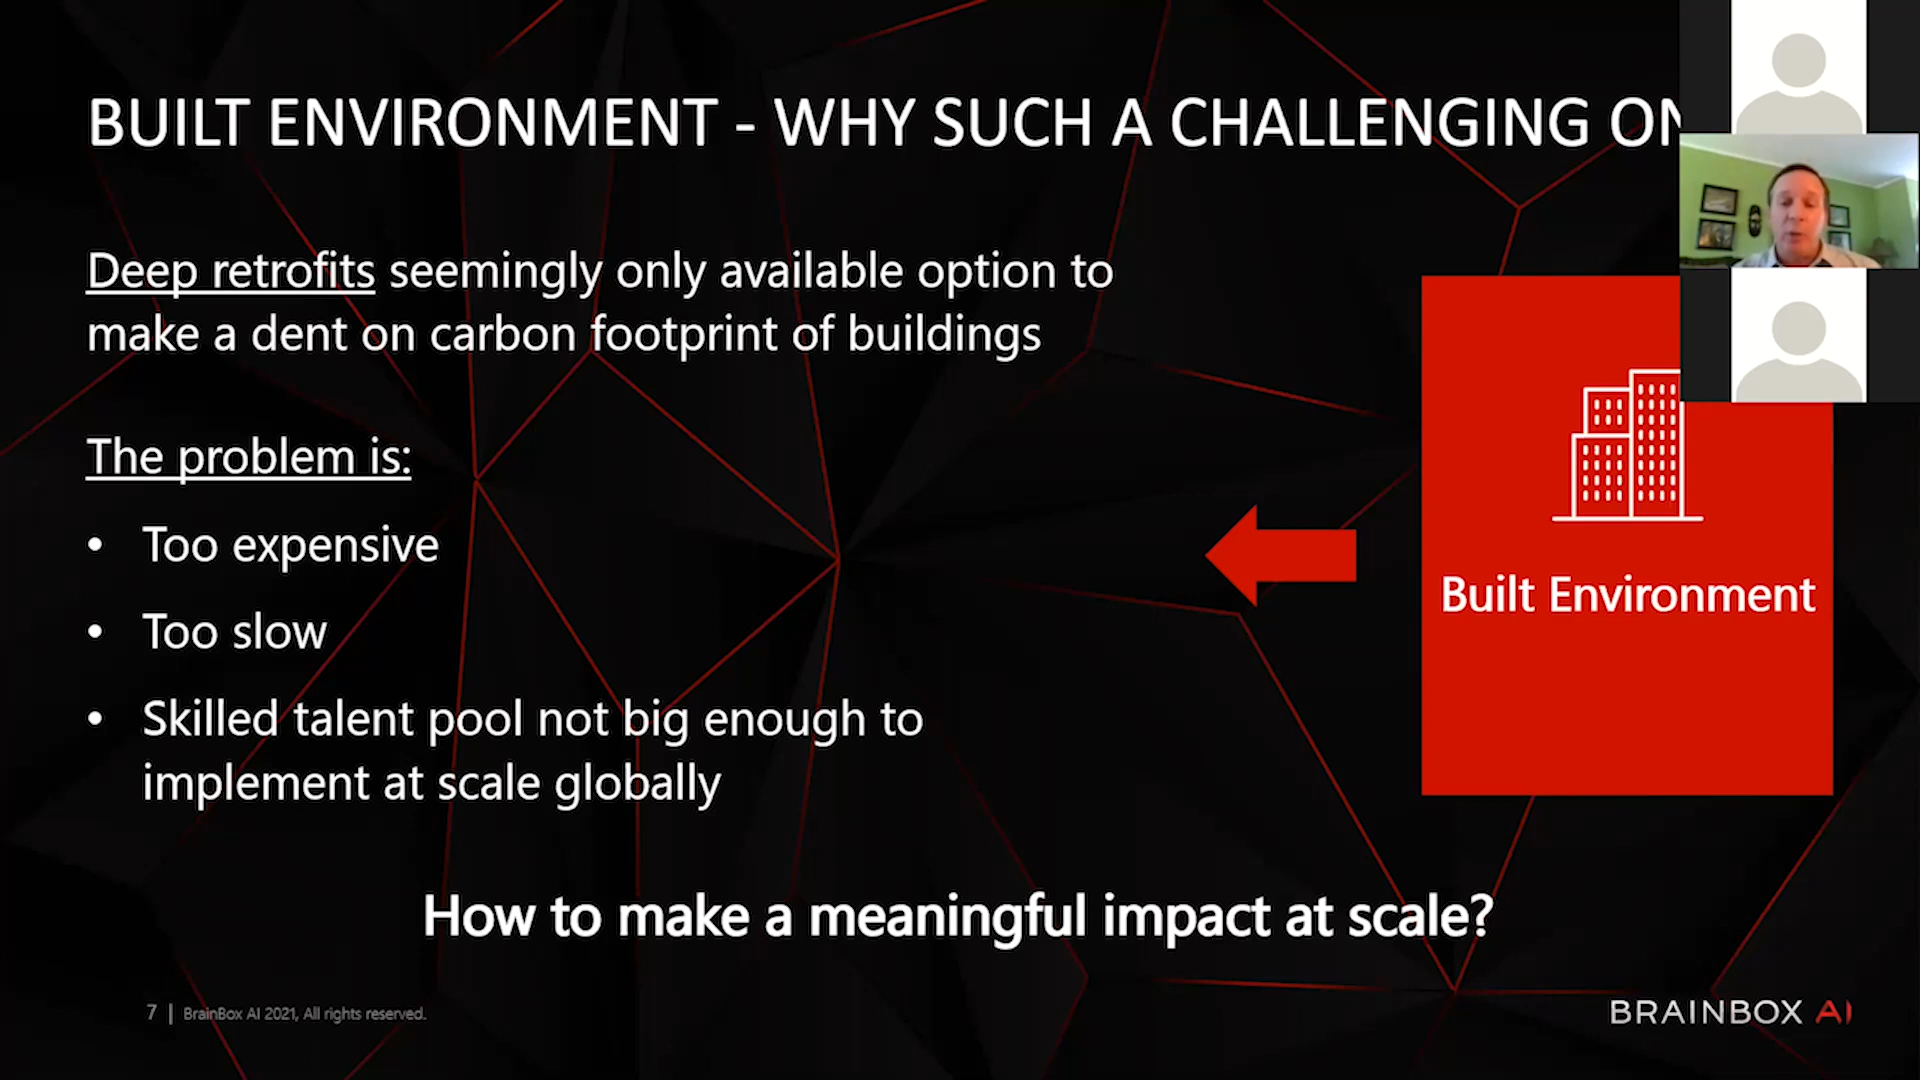 BUILT ENVIRONMENT - WHY SUCH A CHALLENGING
Deep retrofits seemingly only available option to
make a dent on carbon footprint of buildings
The problem is:
• Too expensive
• Too slow
• Skilled talent pool not big enough to
implement at scale globally
Built Environment
How to make a meaningful impact at scale?
7 | BrainBox AI 2021, All rights reserved.
BRAINBOX AI